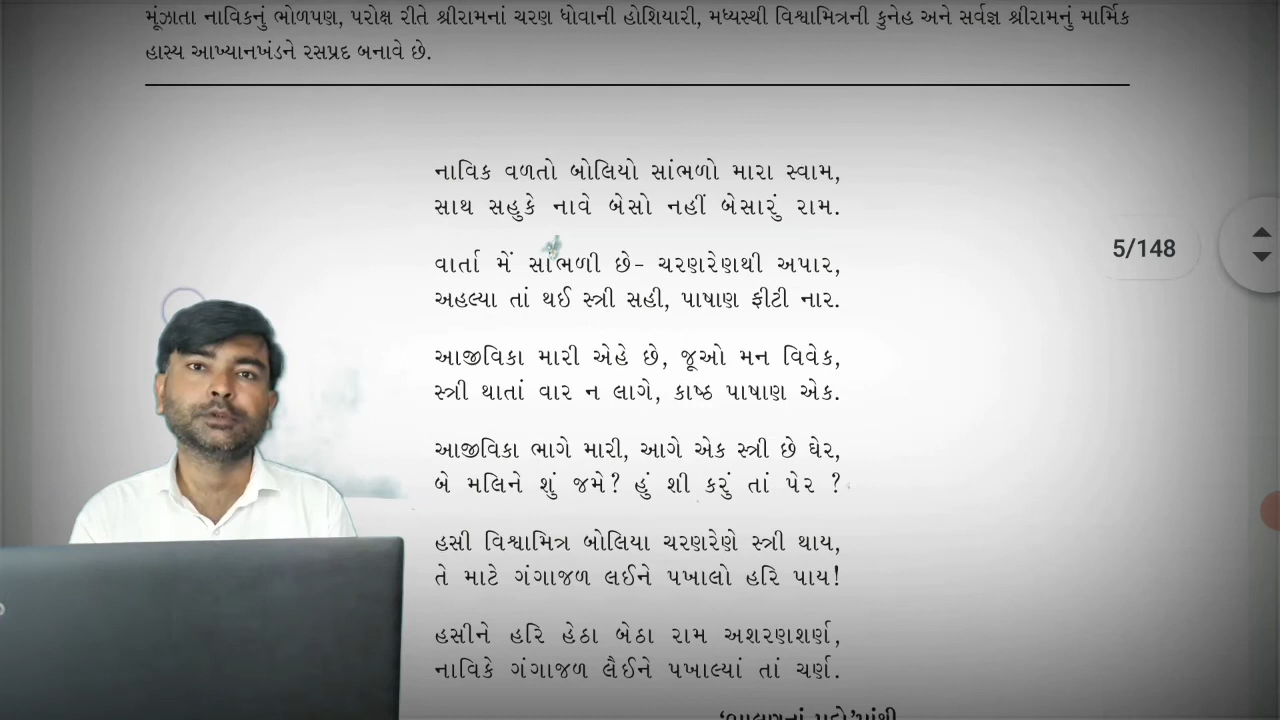 મૂંઝાતા નાવિકનું ભોળપણ, પરોક્ષ રીતે શ્રીરામનાં ચરણ ધોવાની હોશિયારી, મધ્યસ્થી વિશ્વામિત્રની કુનેહ અને સર્વજ્ઞ શ્રીરામનું માર્મિક
હાસ્ય આખ્યાનખંડને રસપ્રદ બનાવે છે.
નાવિક વળતો બોલિયો સાંભળો મારા સ્વામ,
સાથ સહુકે નાવે બેસો નહીં બેસારું રામ.
વાર્તા મેં સાંભળી છે- ચરણરેણથી અપાર,
અહલ્યા તાં થઈ સ્ત્રી સહી, પાષાણ ફીટી નાર.
આજીવિકા મારી એહે છે, જૂઓ મન વિવેક,
સ્ત્રી થાતાં વાર ન લાગે, કાષ્ઠ પાષાણ એક.
આજીવિકા ભાગે મારી, આગે એક સ્ત્રી છે ઘેર,
બે મલિને શું જમે? હું શી કરું તાં પેર ?
હસી વિશ્વામિત્ર બોલિયા ચરણરેણે સ્ત્રી થાય,
તે માટે ગંગાજળ લઈને પખાલો હરિ પાય!
હસીને હરિ હેઠા બેઠા રામ અશરણશર્ણ,
નાવિકે ગંગાજળ લૈઈને પખાલ્યાં તાં ચર્ણ.
5/148